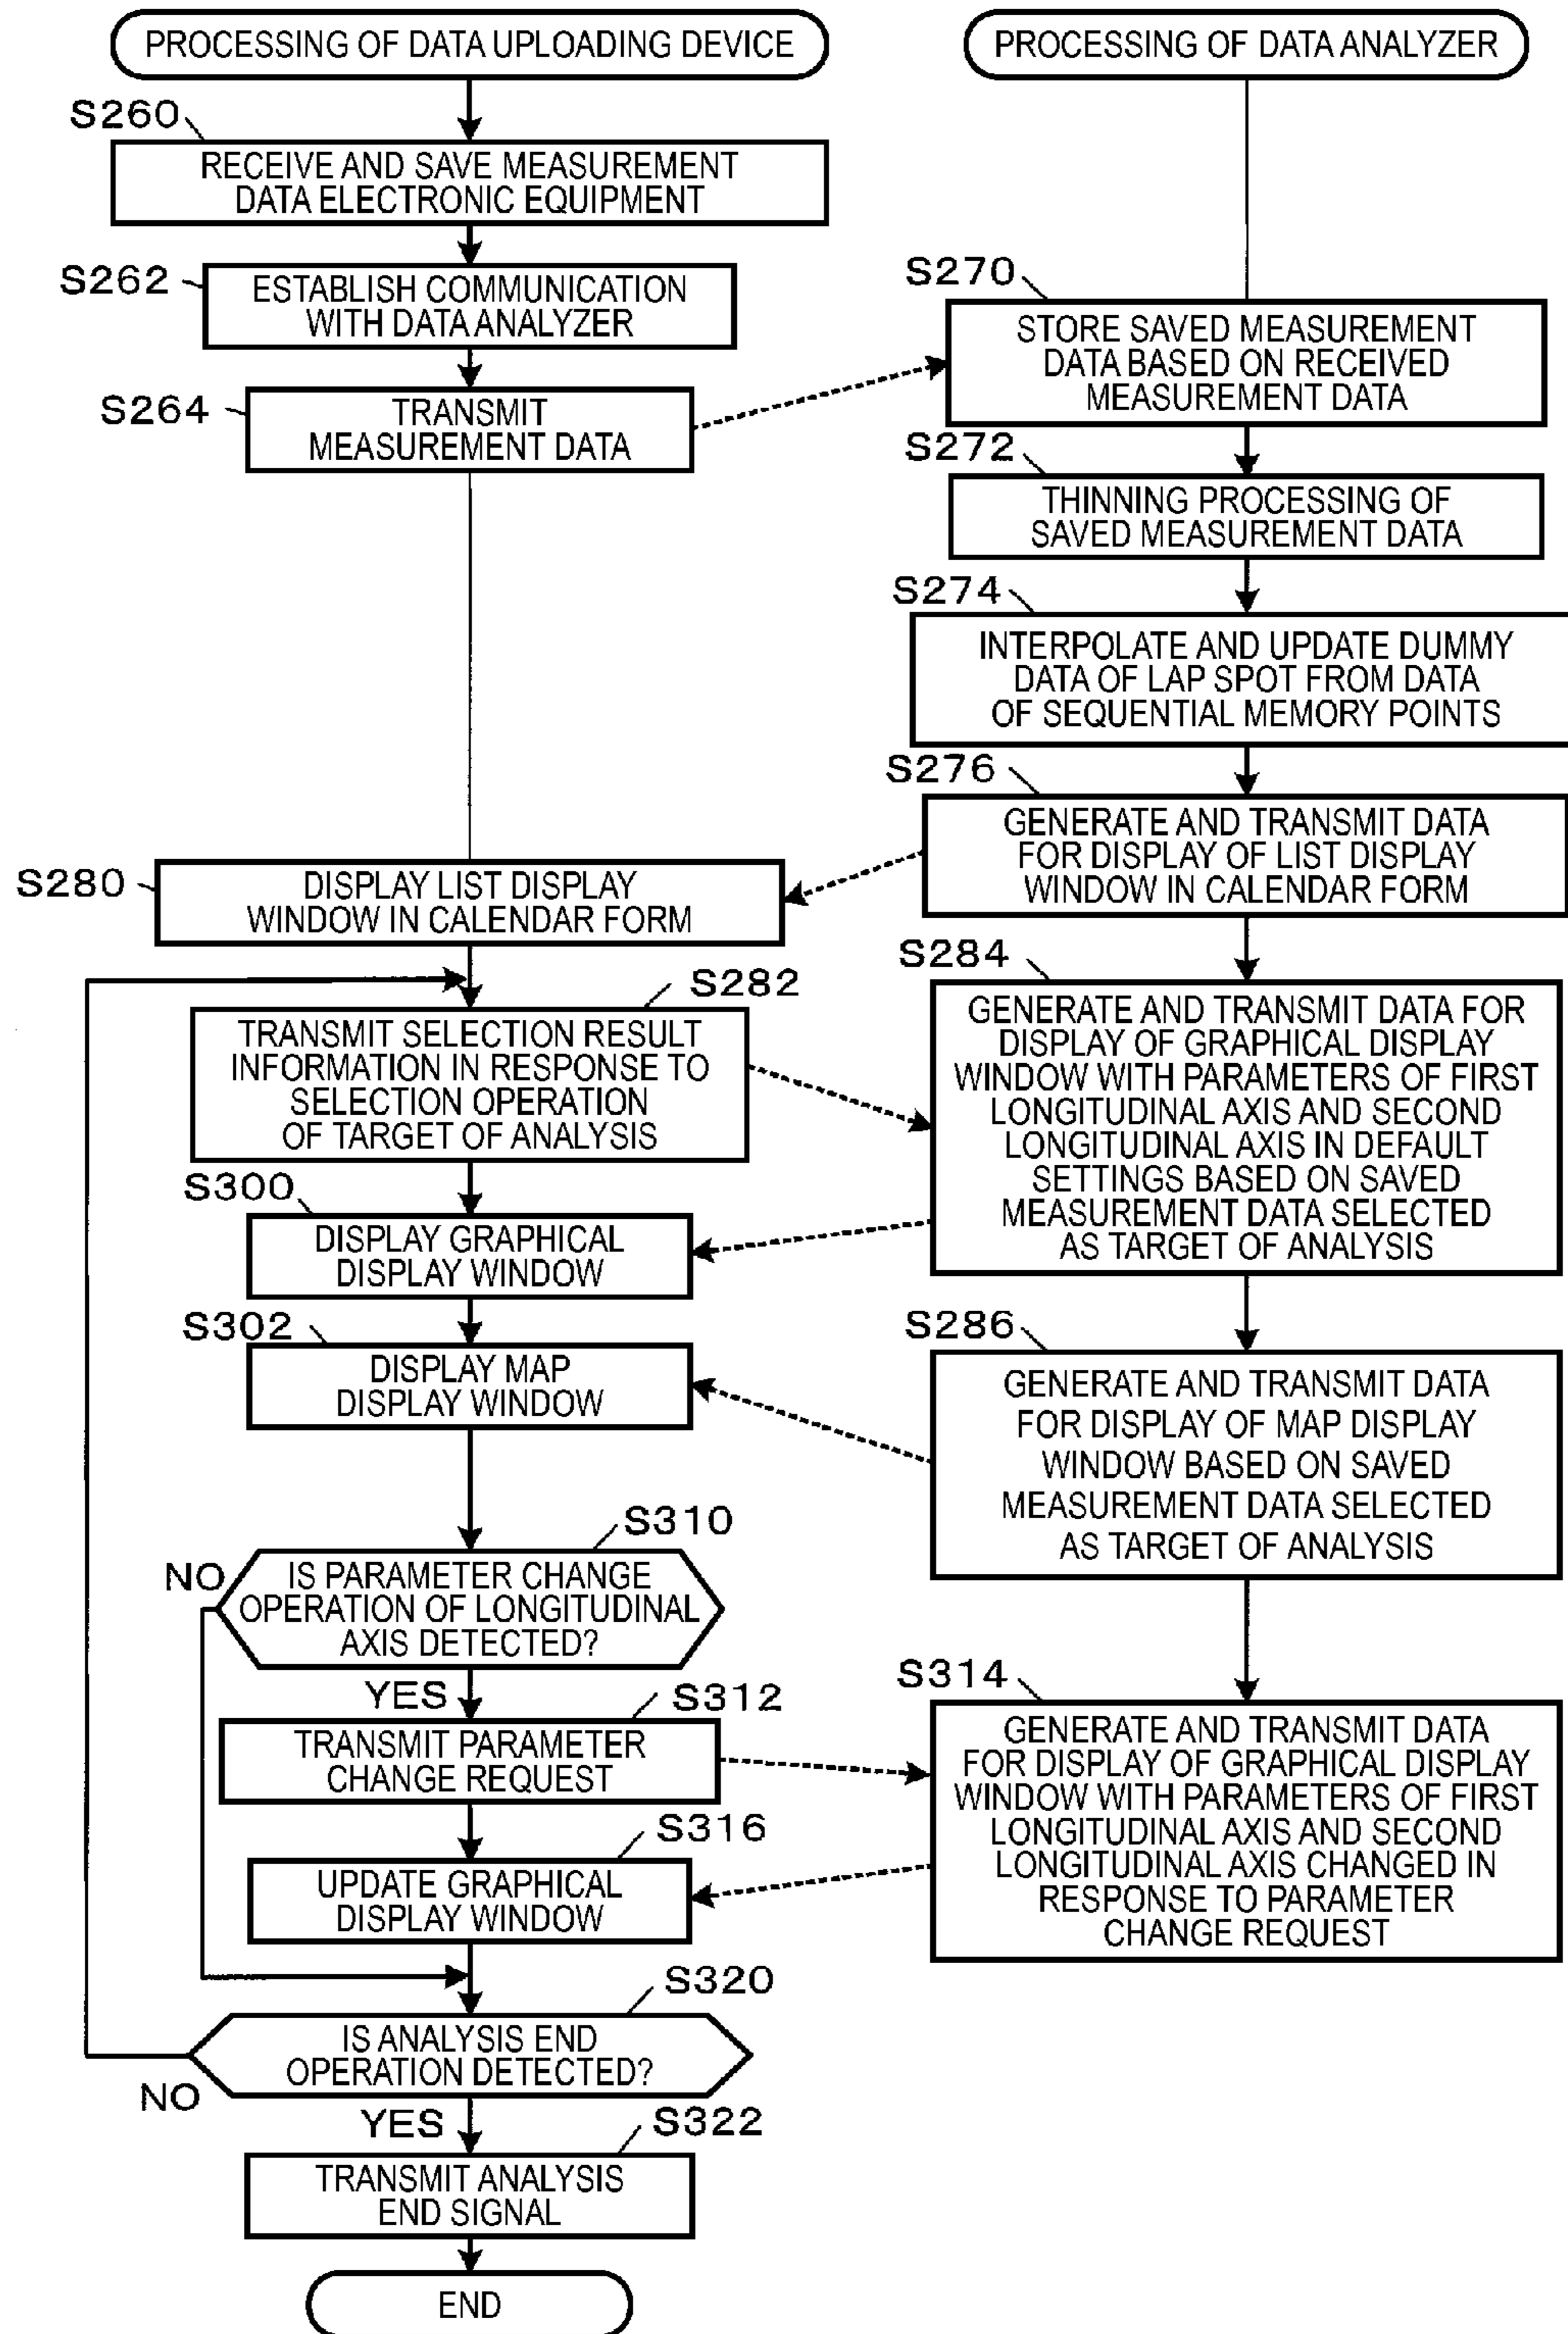 PROCESSING OF DATA UPLOADING DEVICE
S260
RECEIVE AND SAVE MEASUREMENT
DATA ELECTRONIC EQUIPMENT
S262
ESTABLISH COMMUNICATION
WITH DATA ANALYZER
S264
TRANSMIT
MEASUREMENT DATA
S280
DISPLAY LIST DISPLAY
WINDOW IN CALENDAR FORM
S282
TRANSMIT SELECTION RESULT
INFORMATION IN RESPONSE TO
SELECTION OPERATION
OF TARGET OF ANALYSIS
S300
DISPLAY GRAPHICAL
DISPLAY WINDOW
S302
DISPLAY MAP
DISPLAY WINDOW
S310
NO
IS PARAMETER CHANGE
OPERATION OF LONGITUDINAL
AXIS DETECTED?
YES
S312
TRANSMIT PARAMETER
CHANGE REQUEST
S316
UPDATE GRAPHICAL
DISPLAY WINDOW
S320
IS ANALYSIS END
OPERATION DETECTED?
NO
YES
S322
TRANSMIT ANALYSIS
END SIGNAL
END
PROCESSING OF DATA ANALYZER
S270
STORE SAVED MEASUREMENT
DATA BASED ON RECEIVED
MEASUREMENT DATA
S272
THINNING PROCESSING OF
SAVED MEASUREMENT DATA
S274
INTERPOLATE AND UPDATE DUMMY
DATA OF LAP SPOT FROM DATA
OF SEQUENTIAL MEMORY POINTS
S276
GENERATE AND TRANSMIT DATA
FOR DISPLAY OF LIST DISPLAY
WINDOW IN CALENDAR FORM
S284
GENERATE AND TRANSMIT DATA FOR
DISPLAY OF GRAPHICAL DISPLAY
WINDOW WITH PARAMETERS OF FIRST
LONGITUDINAL AXIS AND SECOND
LONGITUDINAL AXIS IN DEFAULT
SETTINGS BASED ON SAVED
MEASUREMENT DATA SELECTED
AS TARGET OF ANALYSIS
S286
GENERATE AND TRANSMIT DATA
FOR DISPLAY OF MAP DISPLAY
WINDOW BASED ON SAVED
MEASUREMENT DATA SELECTED
AS TARGET OF ANALYSIS
S314
GENERATE AND TRANSMIT DATA
FOR DISPLAY OF GRAPHICAL DISPLAY
WINDOW WITH PARAMETERS OF FIRST
LONGITUDINAL AXIS AND SECOND
LONGITUDINAL AXIS CHANGED IN
RESPONSE TO PARAMETER
CHANGE REQUEST